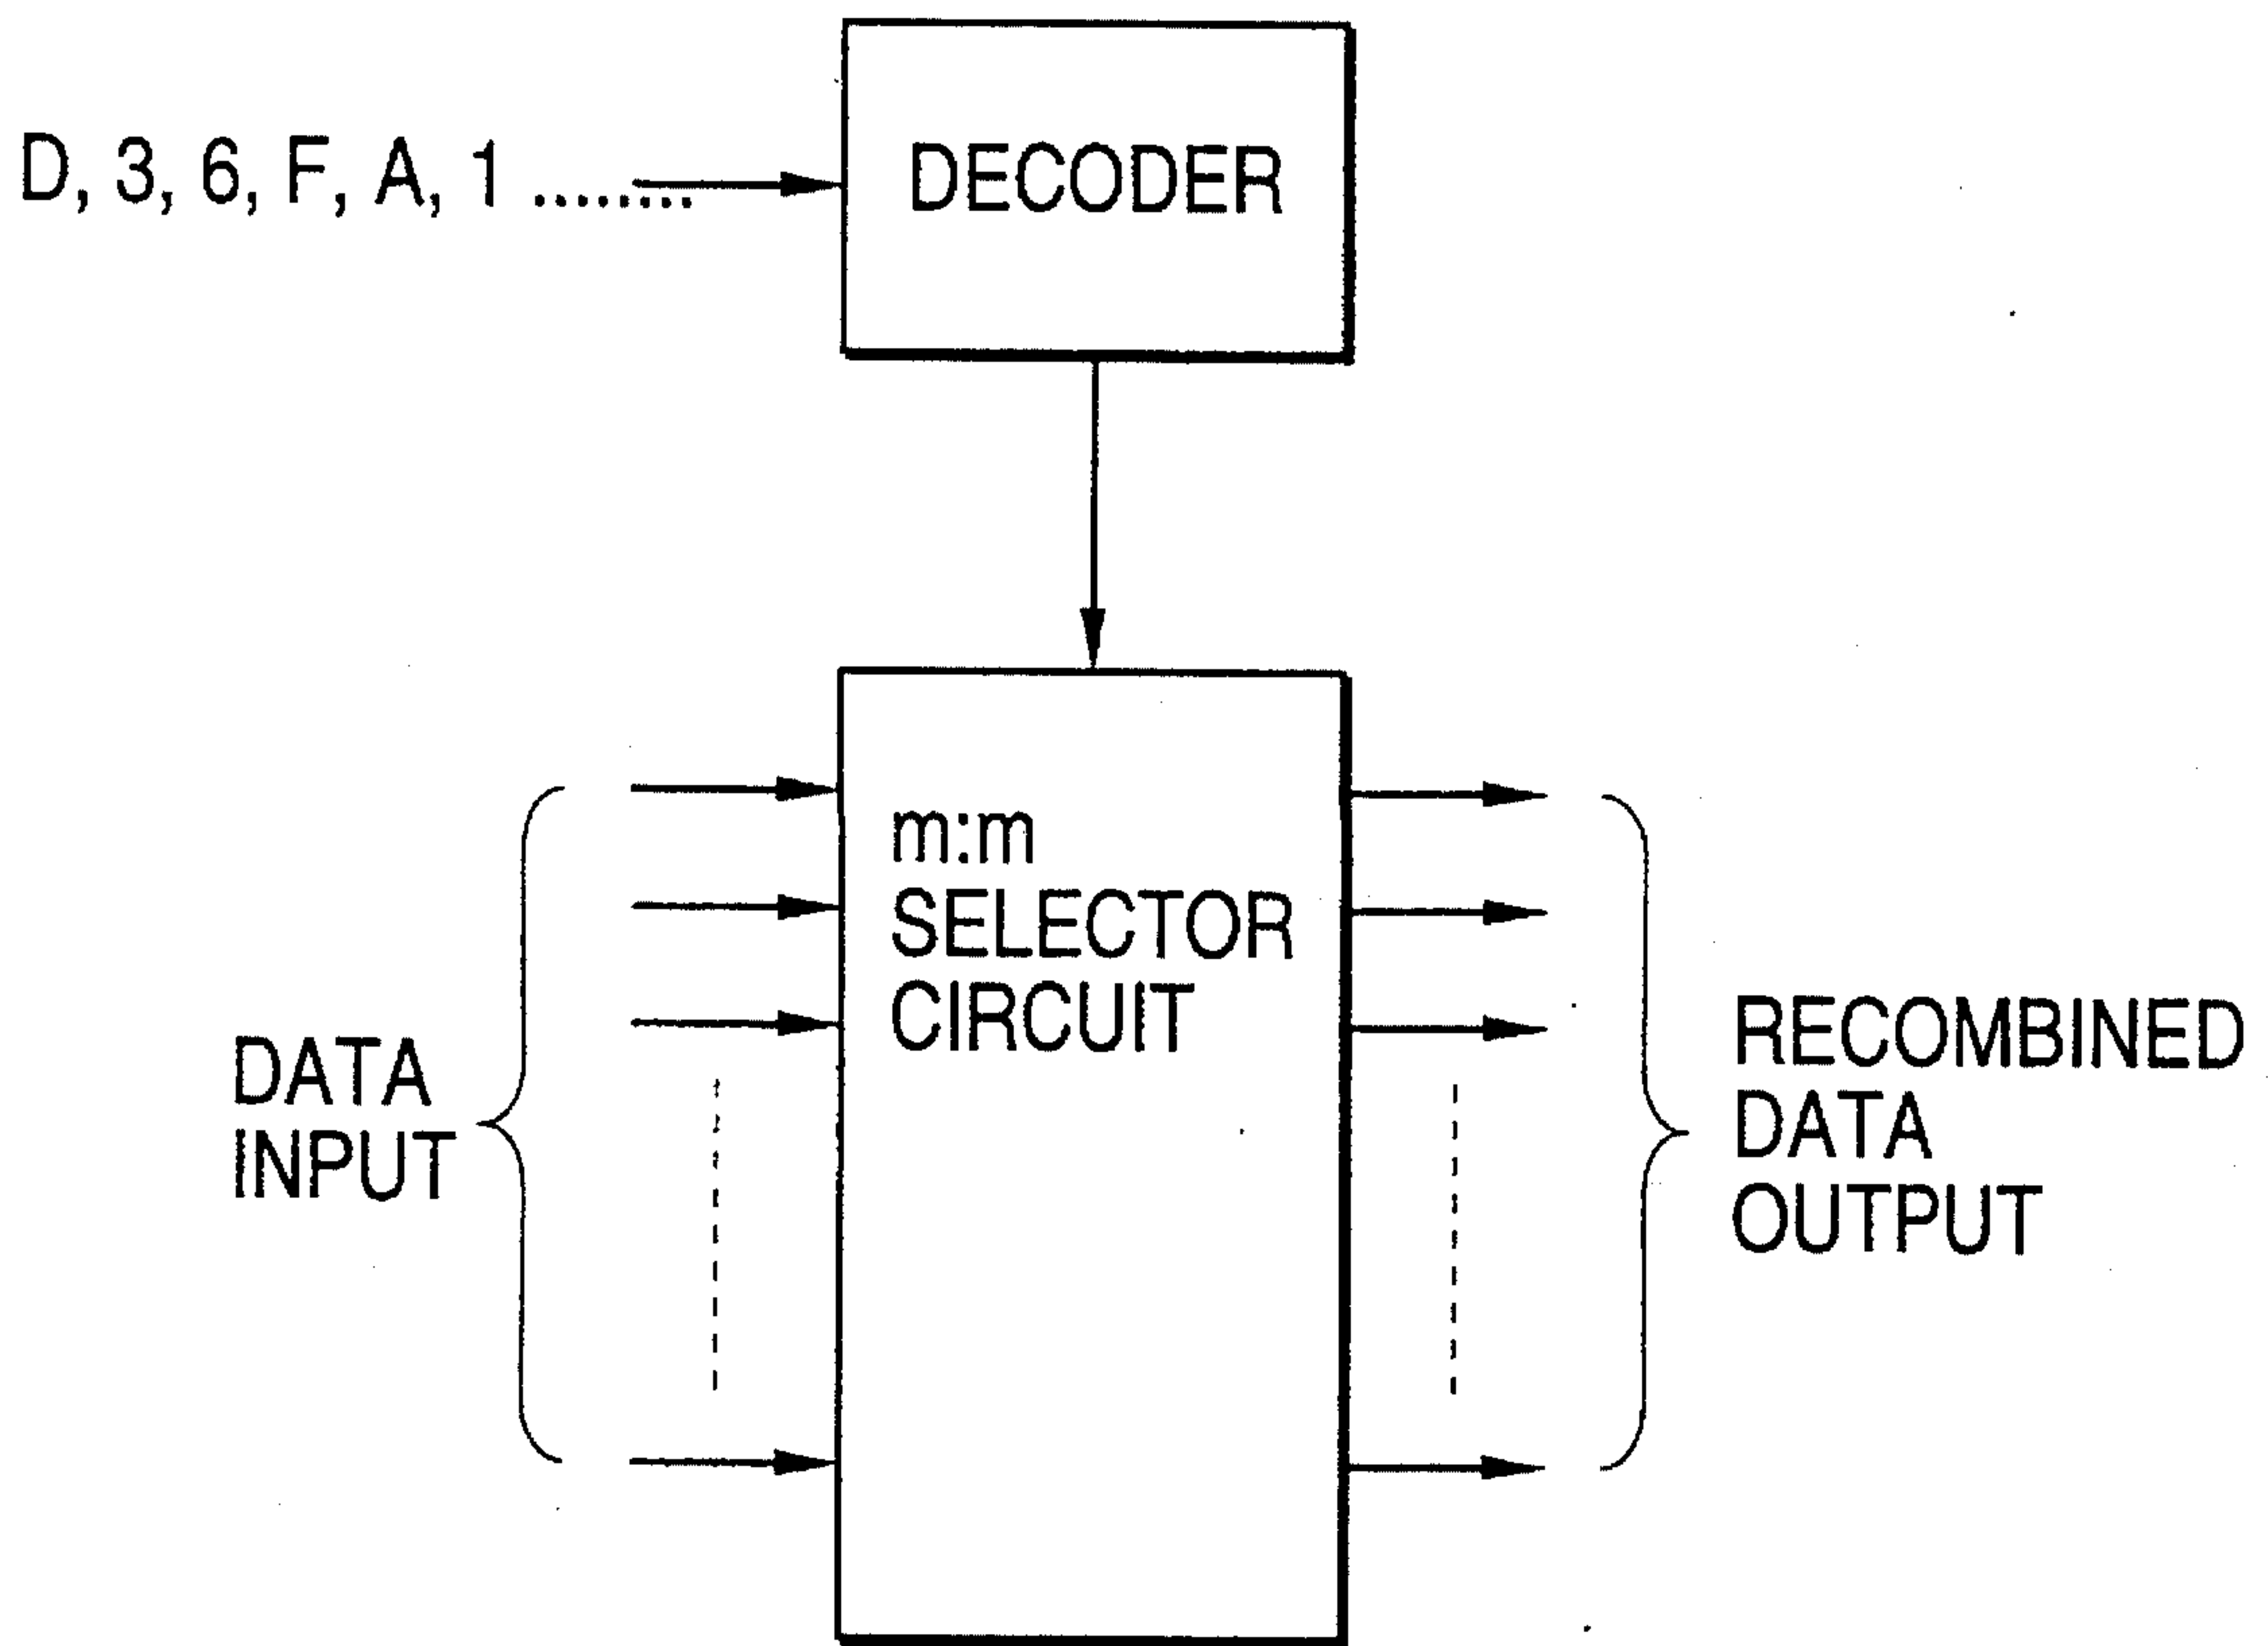 D, 3, 6, F, A, 1 ........
DECODER
m:m
SELECTOR
CIRCUIT
DATA
INPUT
RECOMBINED
DATA
OUTPUT